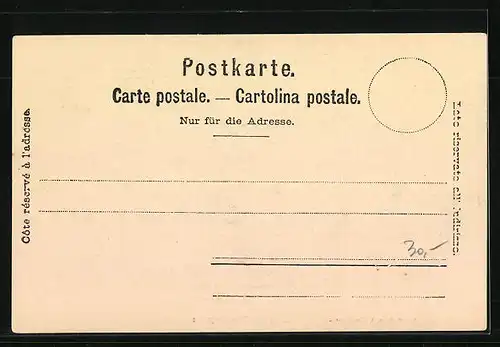 Postkarte.
Carte postale. — Cartolina postale.
Nur für die Adresse.
Côte réservé à l'adresse.
Lato riservato all' indirizzo.
30,-